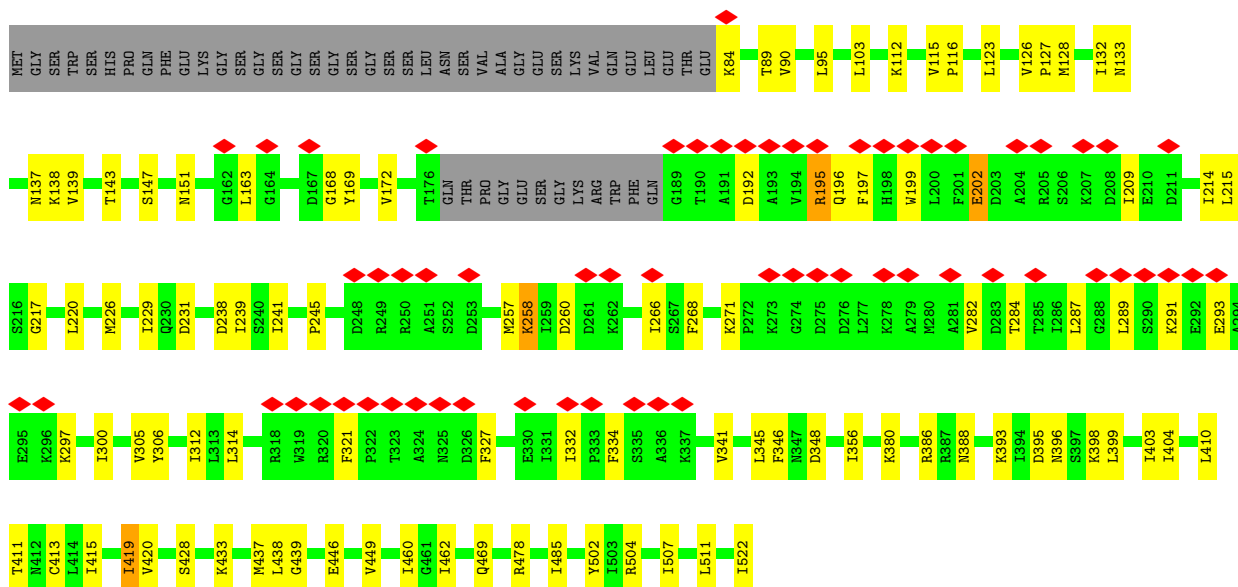 MET GLY SER TRP SER HIS PRO GLN PHE GLU LYS GLY SER GLY SER GLY SER GLY SER GLY SER SER LEU ASN SER VAL ALA GLY GLU SER LYS VAL GLN GLU LEU GLU THR GLU K84 T89 V90 L95 L103 K112 V115 P116 L123 V126 P127 M128 I132 N133
N137 K138 V139 T143 S147 N151 G162 L163 G164 D167 G168 Y169 V172 T176 GLN THR PRO GLY GLU SER GLY LYS ARG TRP PHE GLN G189 T190 A191 D192 A193 V194 R195 Q196 F197 H198 W199 L200 F201 E202 D203 A204 R205 S206 K207 D208 I209 E210 D211 I214 L215
S216 G217 L220 M226 I229 Q230 D231 D238 I239 S240 I241 P245 D248 R249 R250 A251 S252 D253 M257 K258 I259 D260 D261 K262 I266 S267 F268 K271 P272 K273 G274 D275 D276 L277 K278 A279 M280 A281 V282 D283 T284 T285 I286 L287 G288 L289 S290 K291 E292 E293 A294
E295 K296 K297 I300 V305 Y306 I312 L313 L314 R318 W319 R320 F321 P322 T323 A324 N325 D326 F327 E330 I331 I332 P333 F334 S335 A336 K337 V341 L345 F346 N347 D348 I356 K380 R386 R387 N388 K393 I394 D395 N396 S397 K398 L399 I403 I404 L410
T411 N412 C413 L414 I415 I419 V420 S428 K433 M437 L438 G439 E446 V449 I460 G461 I462 Q469 R478 I485 Y502 I503 R504 I507 L511 I522